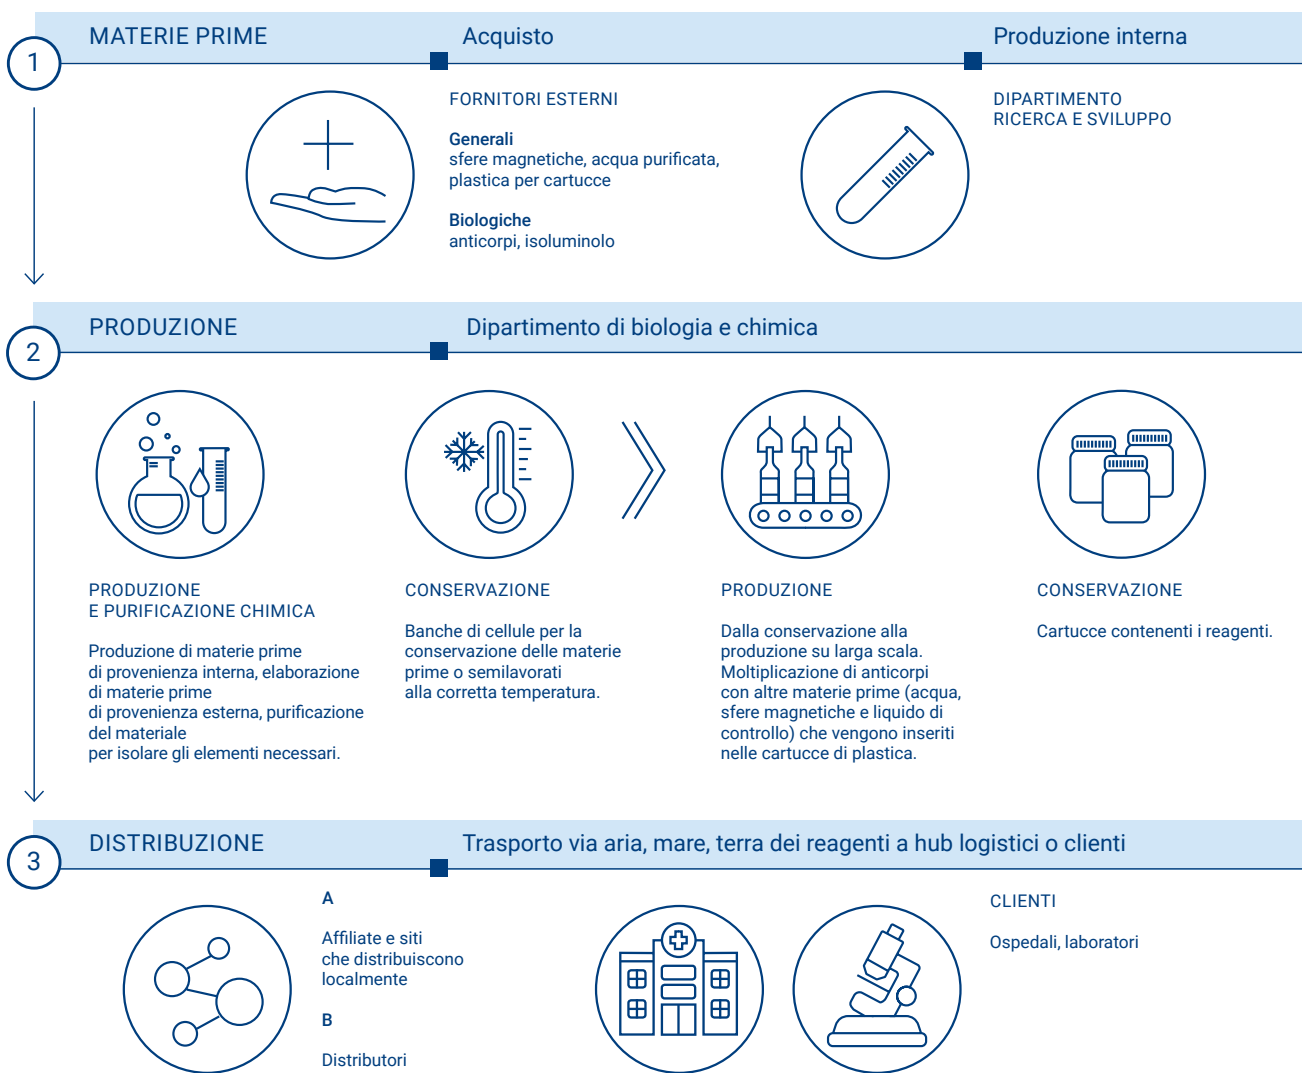 MATERIE PRIME
Acquisto
Produzione interna
1
FORNITORI ESTERNI
Generali
sfere magnetiche, acqua purificata,
plastica per cartucce
Biologiche
anticorpi, isoluminolo
DIPARTIMENTO
RICERCA E SVILUPPO
PRODUZIONE
Dipartimento di biologia e chimica
2
PRODUZIONE
E PURIFICAZIONE CHIMICA
Produzione di materie prime
di provenienza interna, elaborazione
di materie prime
di provenienza esterna, purificazione
del materiale
per isolare gli elementi necessari.
CONSERVAZIONE
Banche di cellule per la
conservazione delle materie
prime o semilavorati
alla corretta temperatura.
PRODUZIONE
Dalla conservazione alla
produzione su larga scala.
Moltiplicazione di anticorpi
con altre materie prime (acqua,
sfere magnetiche e liquido di
controllo) che vengono inseriti
nelle cartucce di plastica.
CONSERVAZIONE
Cartucce contenenti i reagenti.
DISTRIBUZIONE
Trasporto via aria, mare, terra dei reagenti a hub logistici o clienti
3
A
Affiliate e siti
che distribuiscono
localmente
B
Distributori
CLIENTI
Ospedali, laboratori